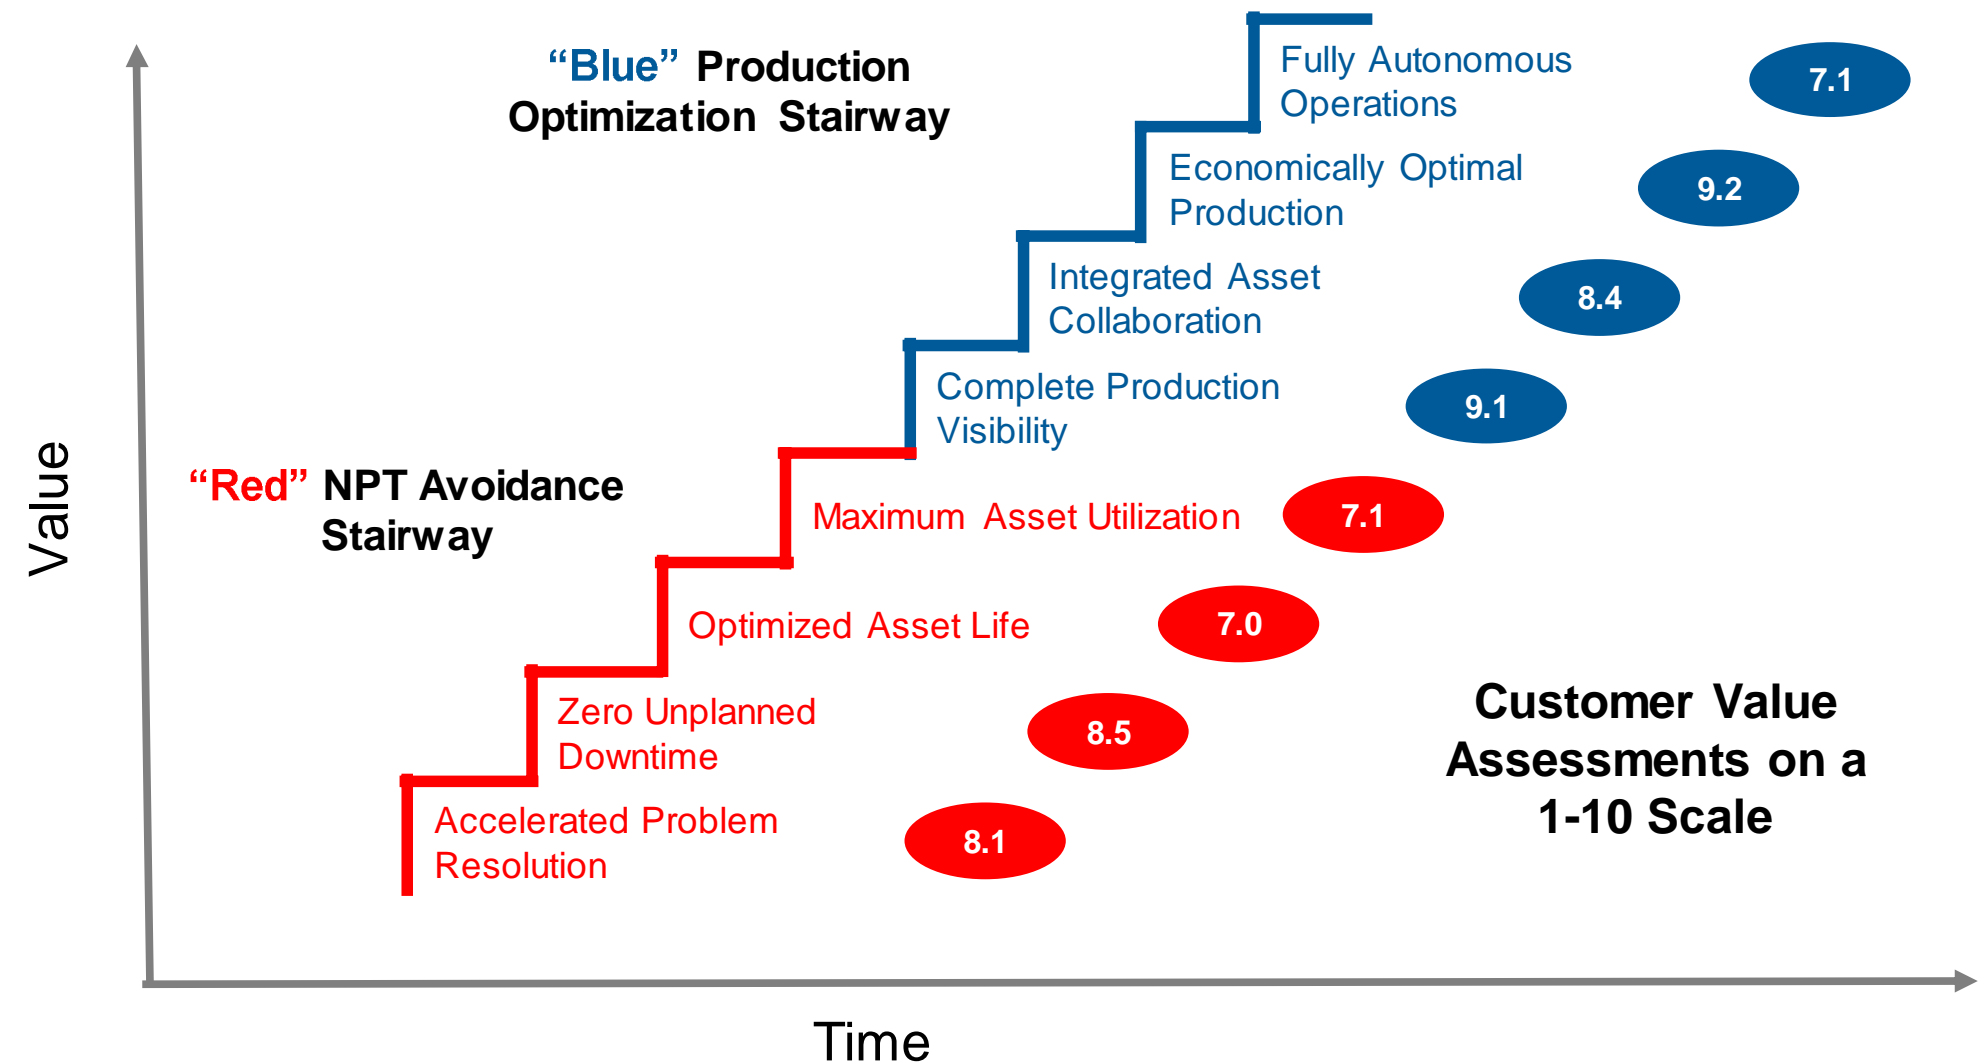 “Blue” Production
Optimization Stairway
Fully Autonomous
Operations
7.1
Economically Optimal
Production
9.2
Integrated Asset
Collaboration
8.4
Complete Production
Visibility
9.1
“Red” NPT Avoidance
Stairway
Maximum Asset Utilization
7.1
Optimized Asset Life
7.0
Zero Unplanned
Downtime
8.5
Accelerated Problem
Resolution
8.1
Customer Value
Assessments on a
1-10 Scale
Value
Time